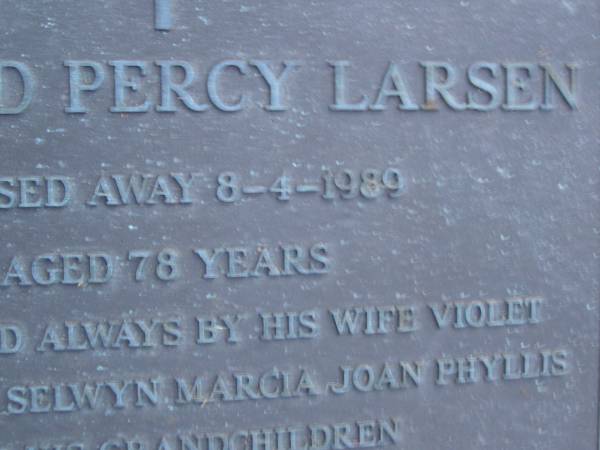 D PERCY LARSEN
SED AWAY 8-4-1989
AGED 78 YEARS
D ALWAYS BY HIS WIFE VIOLET
SELWYN MARCIA JOAN PHYLLIS
GRANDCHILDREN